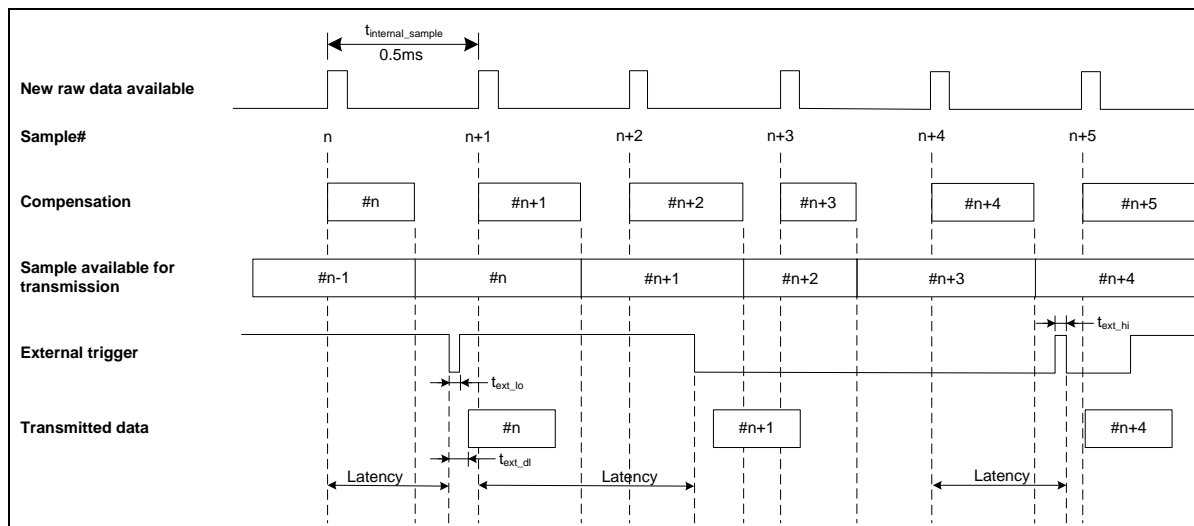 t_internal_sample
0.5ms
New raw data available
Sample# n n+1 n+2 n+3 n+4 n+5
Compensation #n #n+1 #n+2 #n+3 #n+4 #n+5
Sample available for
transmission #n-1 #n #n+1 #n+2 #n+3 #n+4
t_ext_hi
External trigger
t_ext_lo
Transmitted data #n #n+1 #n+4
t_ext_dl
Latency Latency Latency